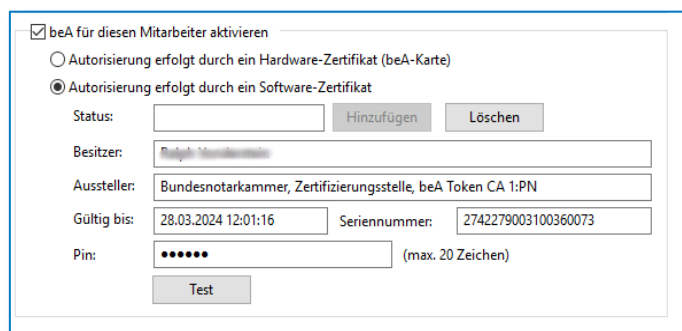 beA für diesen Mitarbeiter aktivieren
Autorisierung erfolgt durch ein Hardware-Zertifikat (beA-Karte)
Autorisierung erfolgt durch ein Software-Zertifikat
Status: Hinzufügen Löschen
Besitzer:
Aussteller: Bundesnotarkammer, Zertifizierungsstelle, beA Token CA 1:PN
Gültig bis: 28.03.2024 12:01:16 Seriennummer: 2742279003100360073
Pin: ●●●●●● (max. 20 Zeichen)
Test